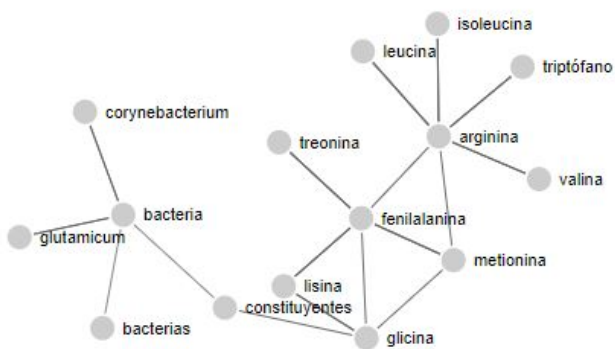 isoleucina
leucina
triptófano
corynebacterium
arginina
treonina
valina
bacteria
fenilalanina
glutamicum
metionina
lisina
constituyentes
bacterias
glicina